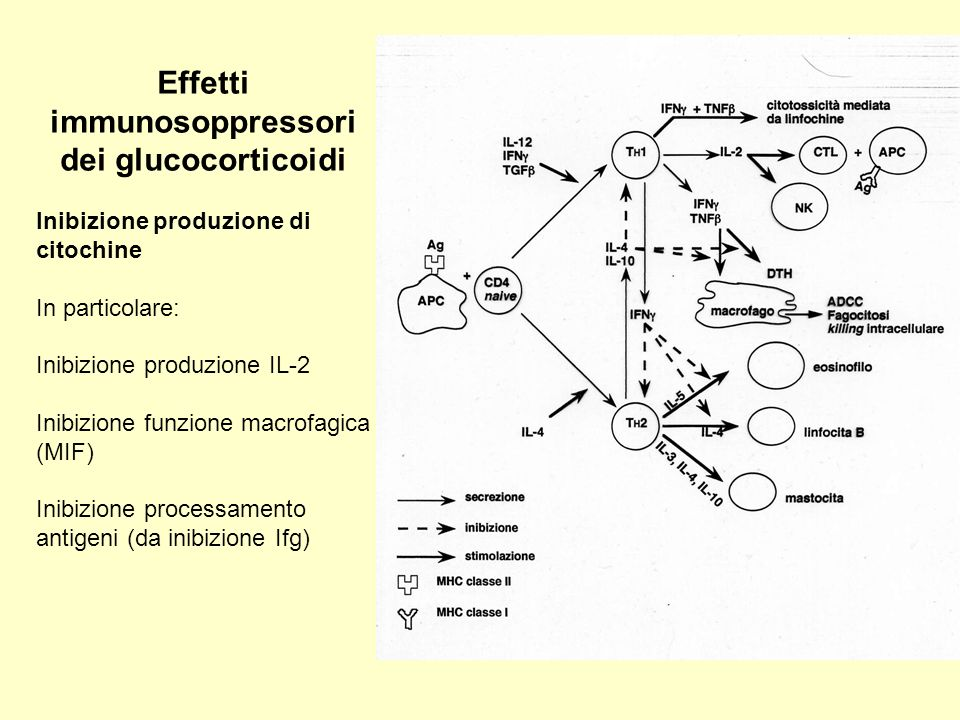 Effetti
immunosoppressori
dei glucocorticoidi
Inibizione produzione di
citochine
In particolare:
Inibizione produzione IL-2
Inibizione funzione macrofagica
(MIF)
Inibizione processamento
antigeni (da inibizione Ifg)
IFNγ + TNFβ
citotossicità mediata
da linfochine
IL-12
IFNγ
TGFβ
TH1
IL-2
CTL
+
APC
Ag
NK
IFNγ
TNFβ
IL-4
IL-10
DTH
Ag
APC
+
CD4
naive
IFNγ
macrofago
ADCC
Fagocitosi
killing intracellulare
eosinofilo
IL-5
IL-4
TH2
IL-4
linfocita B
IL-3, IL-4, IL-10
mastocita
secrezione
inibizione
stimolazione
MHC classe II
MHC classe I